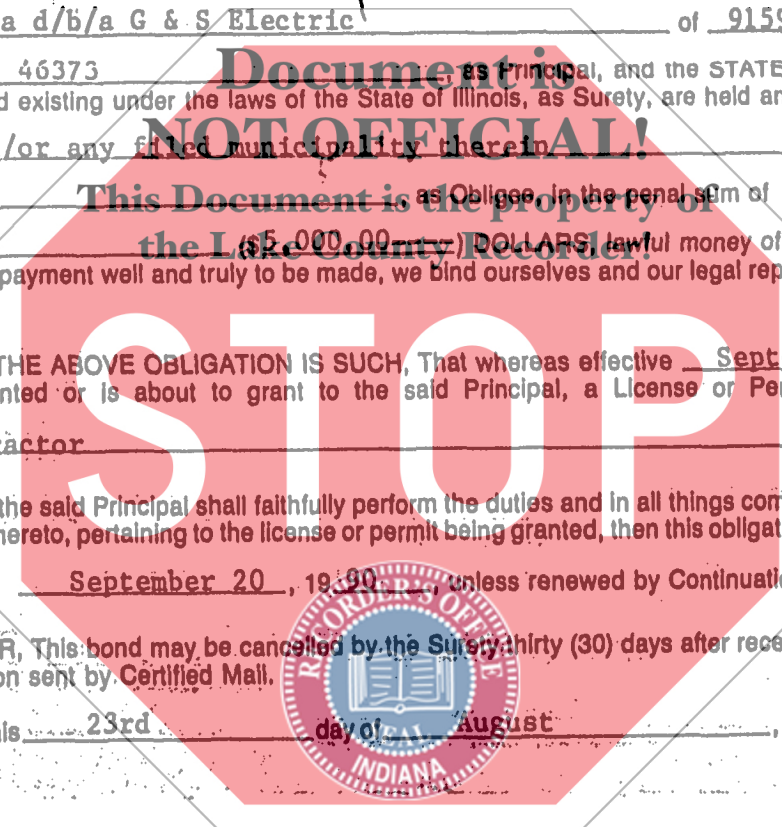 a d/b/a G & S Electric of 9159
46373 , as Principal, and the STATE
Document is
d existing under the laws of the State of Illinois, as Surety, are held an
NOT OFFICIAL!
/or any filed municipality therein
This Document is the property of
, as Obligee, in the penal sum of
the Lake County Recorder!
($5,000.00----) DOLLARS, lawful money of
payment well and truly to be made, we bind ourselves and our legal rep
STOP
THE ABOVE OBLIGATION IS SUCH, That whereas effective Sept
nted or is about to grant to the said Principal, a License or Per
actor
the said Principal shall faithfully perform the duties and in all things com
hereto, pertaining to the license or permit being granted, then this obligat
September 20 , 19 90 , unless renewed by Continuati
R, This bond may be cancelled by the Surety thirty (30) days after rece
on sent by Certified Mail.
is 23rd day of August ,
RECORDER'S OFFICE
SEAL
INDIANA